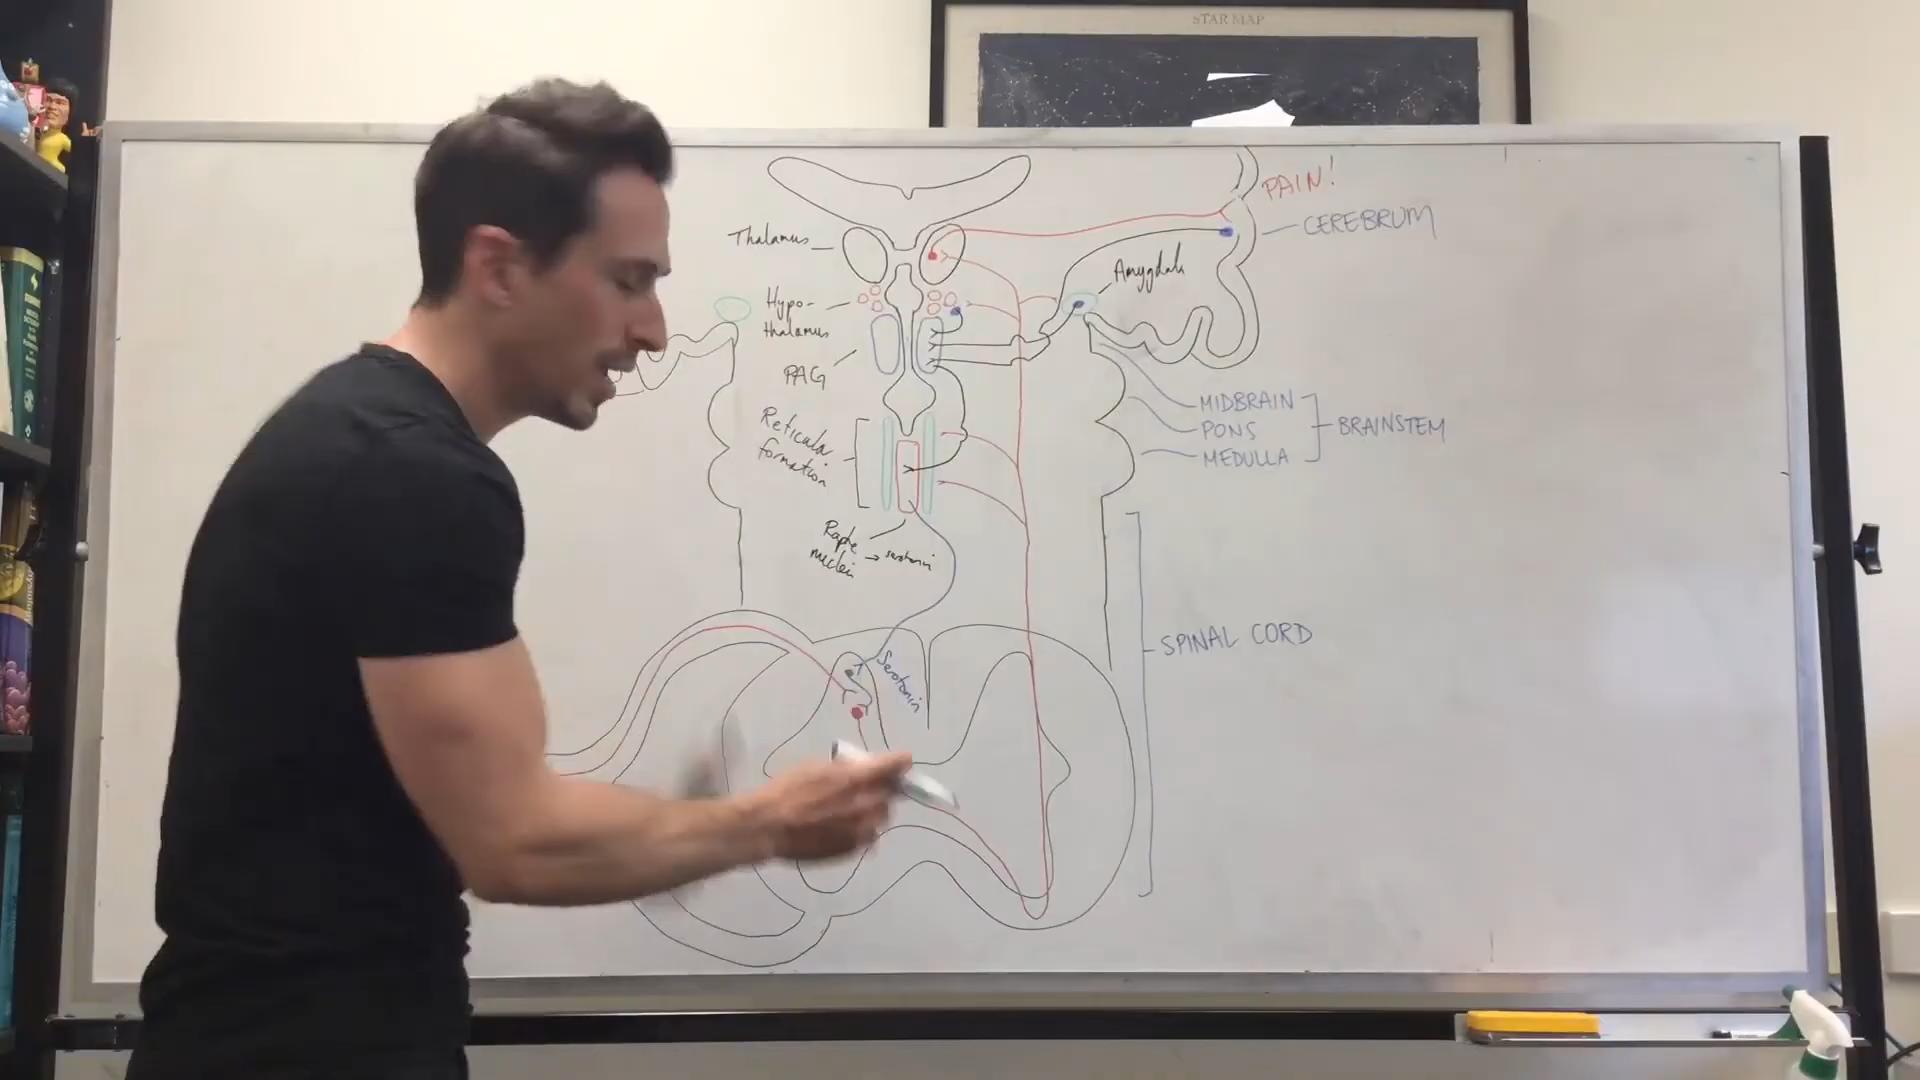 STAR MAP
PAIN!
CEREBRUM
Thalamus
Amygdala
Hypo-
thalamus
PAG
MIDBRAIN
PONS
BRAINSTEM
MEDULLA
Reticular
formation
Raphe
nuclei → serotonin
SPINAL CORD
Serotonin